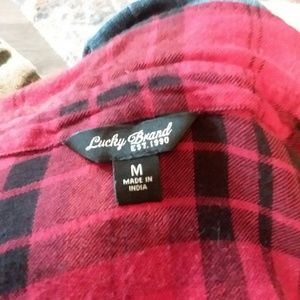 Lucky Brand
EST. 1990
M
MADE IN
INDIA